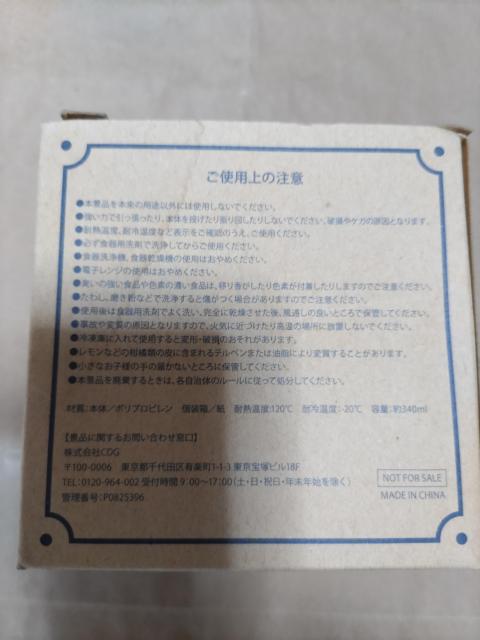 ご使用上の注意
●本景品を本来の用途以外には使用しないでください。
●強い力で引っ張ったり、本体を投げたり振り回したりしないでください。破損やケガの原因となります。
●耐熱温度、耐冷温度など表示をご確認のうえ、ご使用ください。
●必ず食器用洗剤で洗浄してからご使用ください。
●食器洗浄機、食器乾燥機の使用はおやめください。
●電子レンジの使用はおやめください。
●臭いの強い食品や色素の濃い食品は、移り香がしたり色素が付着したりしますのでご注意ください。
●たわし、磨き粉などで洗浄すると傷がつく場合がありますのでご注意ください。
●使用後は食器用洗剤でよく洗い、完全に乾燥させた後、風通しの良いところで保管してください。
●事故や変質の原因となりますので、火気に近づけたり高温の場所に放置しないでください。
●冷凍庫に入れて使用すると変形・破損のおそれがあります。
●レモンなどの柑橘類の皮に含まれるテルペンまたは油脂により変質することがあります。
●小さなお子様の手の届かないところに保管してください。
●本景品を廃棄するときは、各自治体のルールに従って処分してください。
材質：本体／ポリプロピレン 個装箱／紙 耐熱温度：120℃ 耐冷温度：-20℃ 容量：約340ml
【景品に関するお問い合わせ窓口】
株式会社CDG
〒100-0006 東京都千代田区有楽町1-1-3 東京宝塚ビル18F
TEL：0120-964-002 受付時間 9：00〜17：00（土・日・祝日・年末年始を除く）
管理番号：P0825396
NOT FOR SALE
MADE IN CHINA